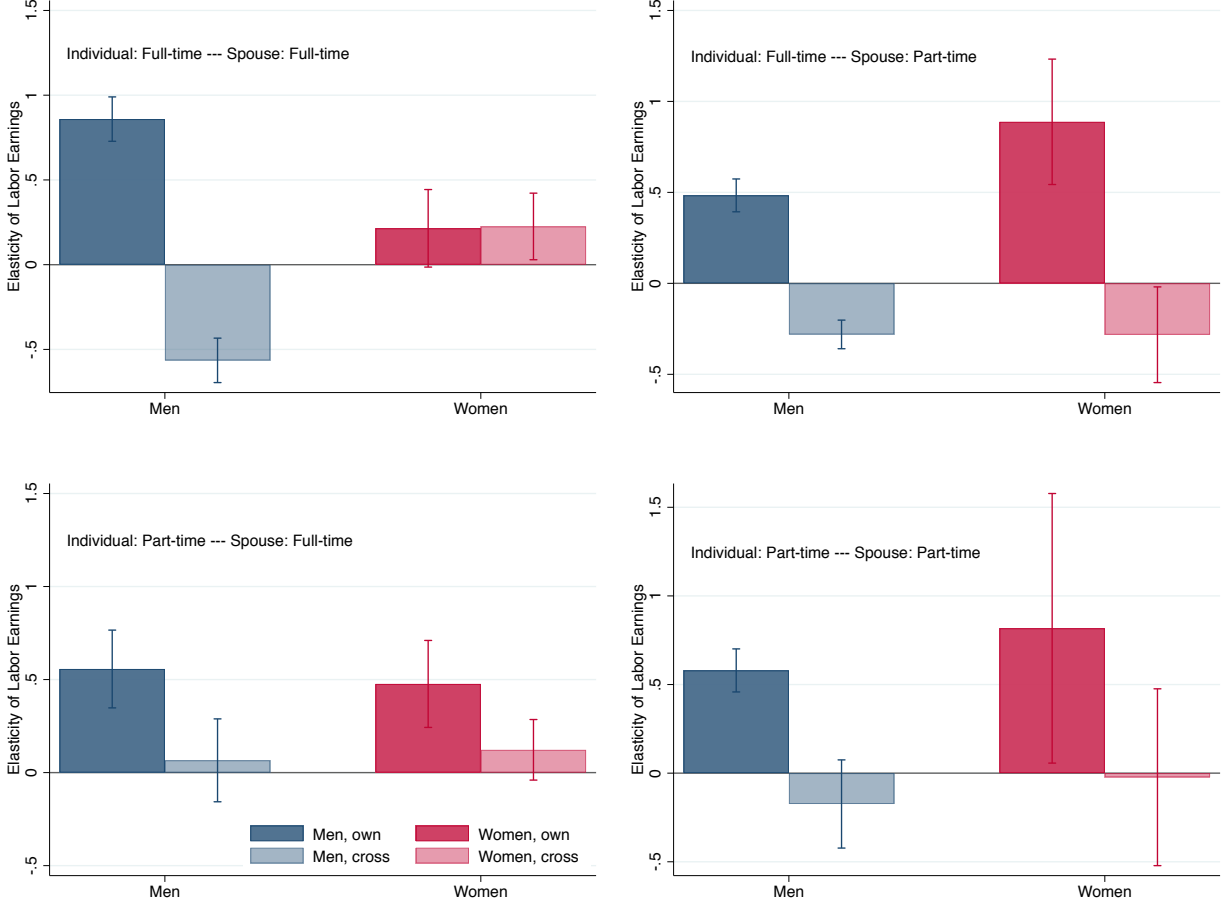 Elasticity of Labor Earnings
1.5
1
.5
0
-.5
Individual: Full-time --- Spouse: Full-time
Men
Women
Elasticity of Labor Earnings
1.5
1
.5
0
-.5
Individual: Full-time --- Spouse: Part-time
Men
Women
Elasticity of Labor Earnings
1.5
1
.5
0
-.5
Individual: Part-time --- Spouse: Full-time
Men, own
Women, own
Men, cross
Women, cross
Men
Women
Elasticity of Labor Earnings
1.5
1
.5
0
-.5
Individual: Part-time --- Spouse: Part-time
Men
Women